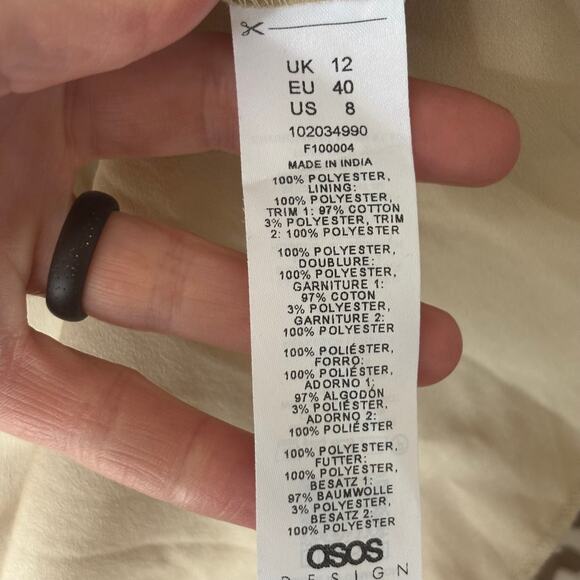 UK 12
EU 40
US 8
102034990
F100004
MADE IN INDIA
100% POLYESTER,
LINING:
100% POLYESTER,
TRIM 1: 97% COTTON
3% POLYESTER, TRIM
2: 100% POLYESTER
100% POLYESTER,
DOUBLURE:
100% POLYESTER,
GARNITURE 1:
97% COTON
3% POLYESTER,
GARNITURE 2:
100% POLYESTER
100% POLIÉSTER,
FORRO:
100% POLIÉSTER,
ADORNO 1:
97% ALGODÓN
3% POLIÉSTER,
ADORNO 2:
100% POLIÉSTER
100% POLYESTER,
FUTTER:
100% POLYESTER,
BESATZ 1:
97% BAUMWOLLE
3% POLYESTER,
BESATZ 2:
100% POLYESTER
asos
DESIGN